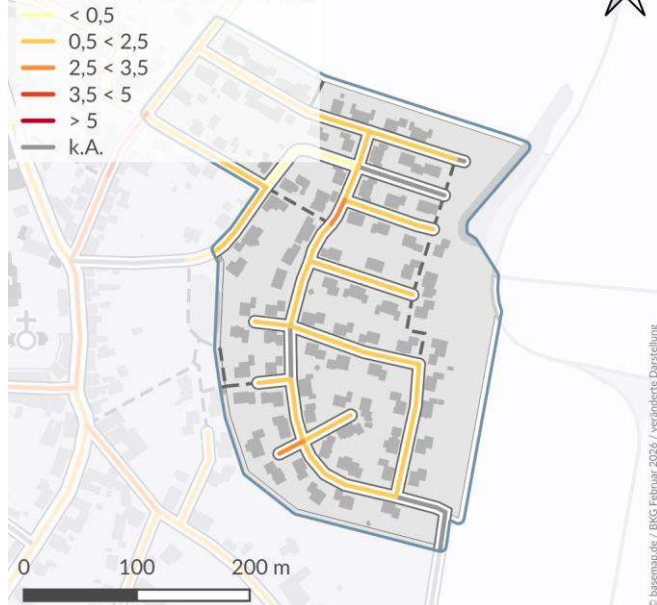 < 0,5
0,5 < 2,5
2,5 < 3,5
3,5 < 5
> 5
k.A.
0 100 200 m
© basemap.de / BKG Februar 2026 / veränderte Darstellung